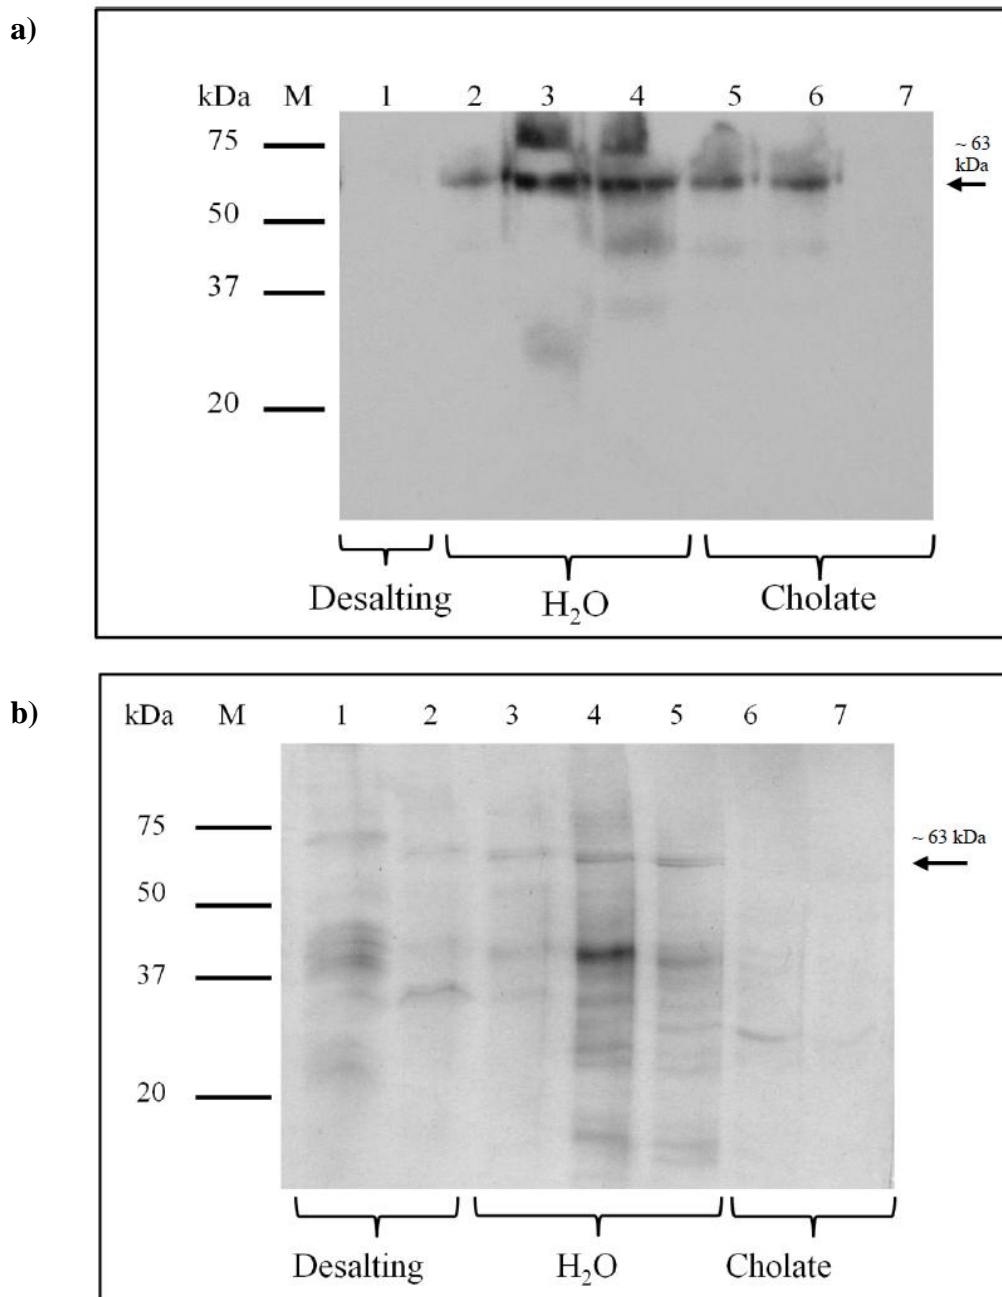 a)
kDa M 1 2 3 4 5 6 7
75
~ 63
kDa
50
37
20
Desalting H₂O Cholate
b)
kDa M 1 2 3 4 5 6 7
75
~ 63 kDa
50
37
20
Desalting H₂O Cholate